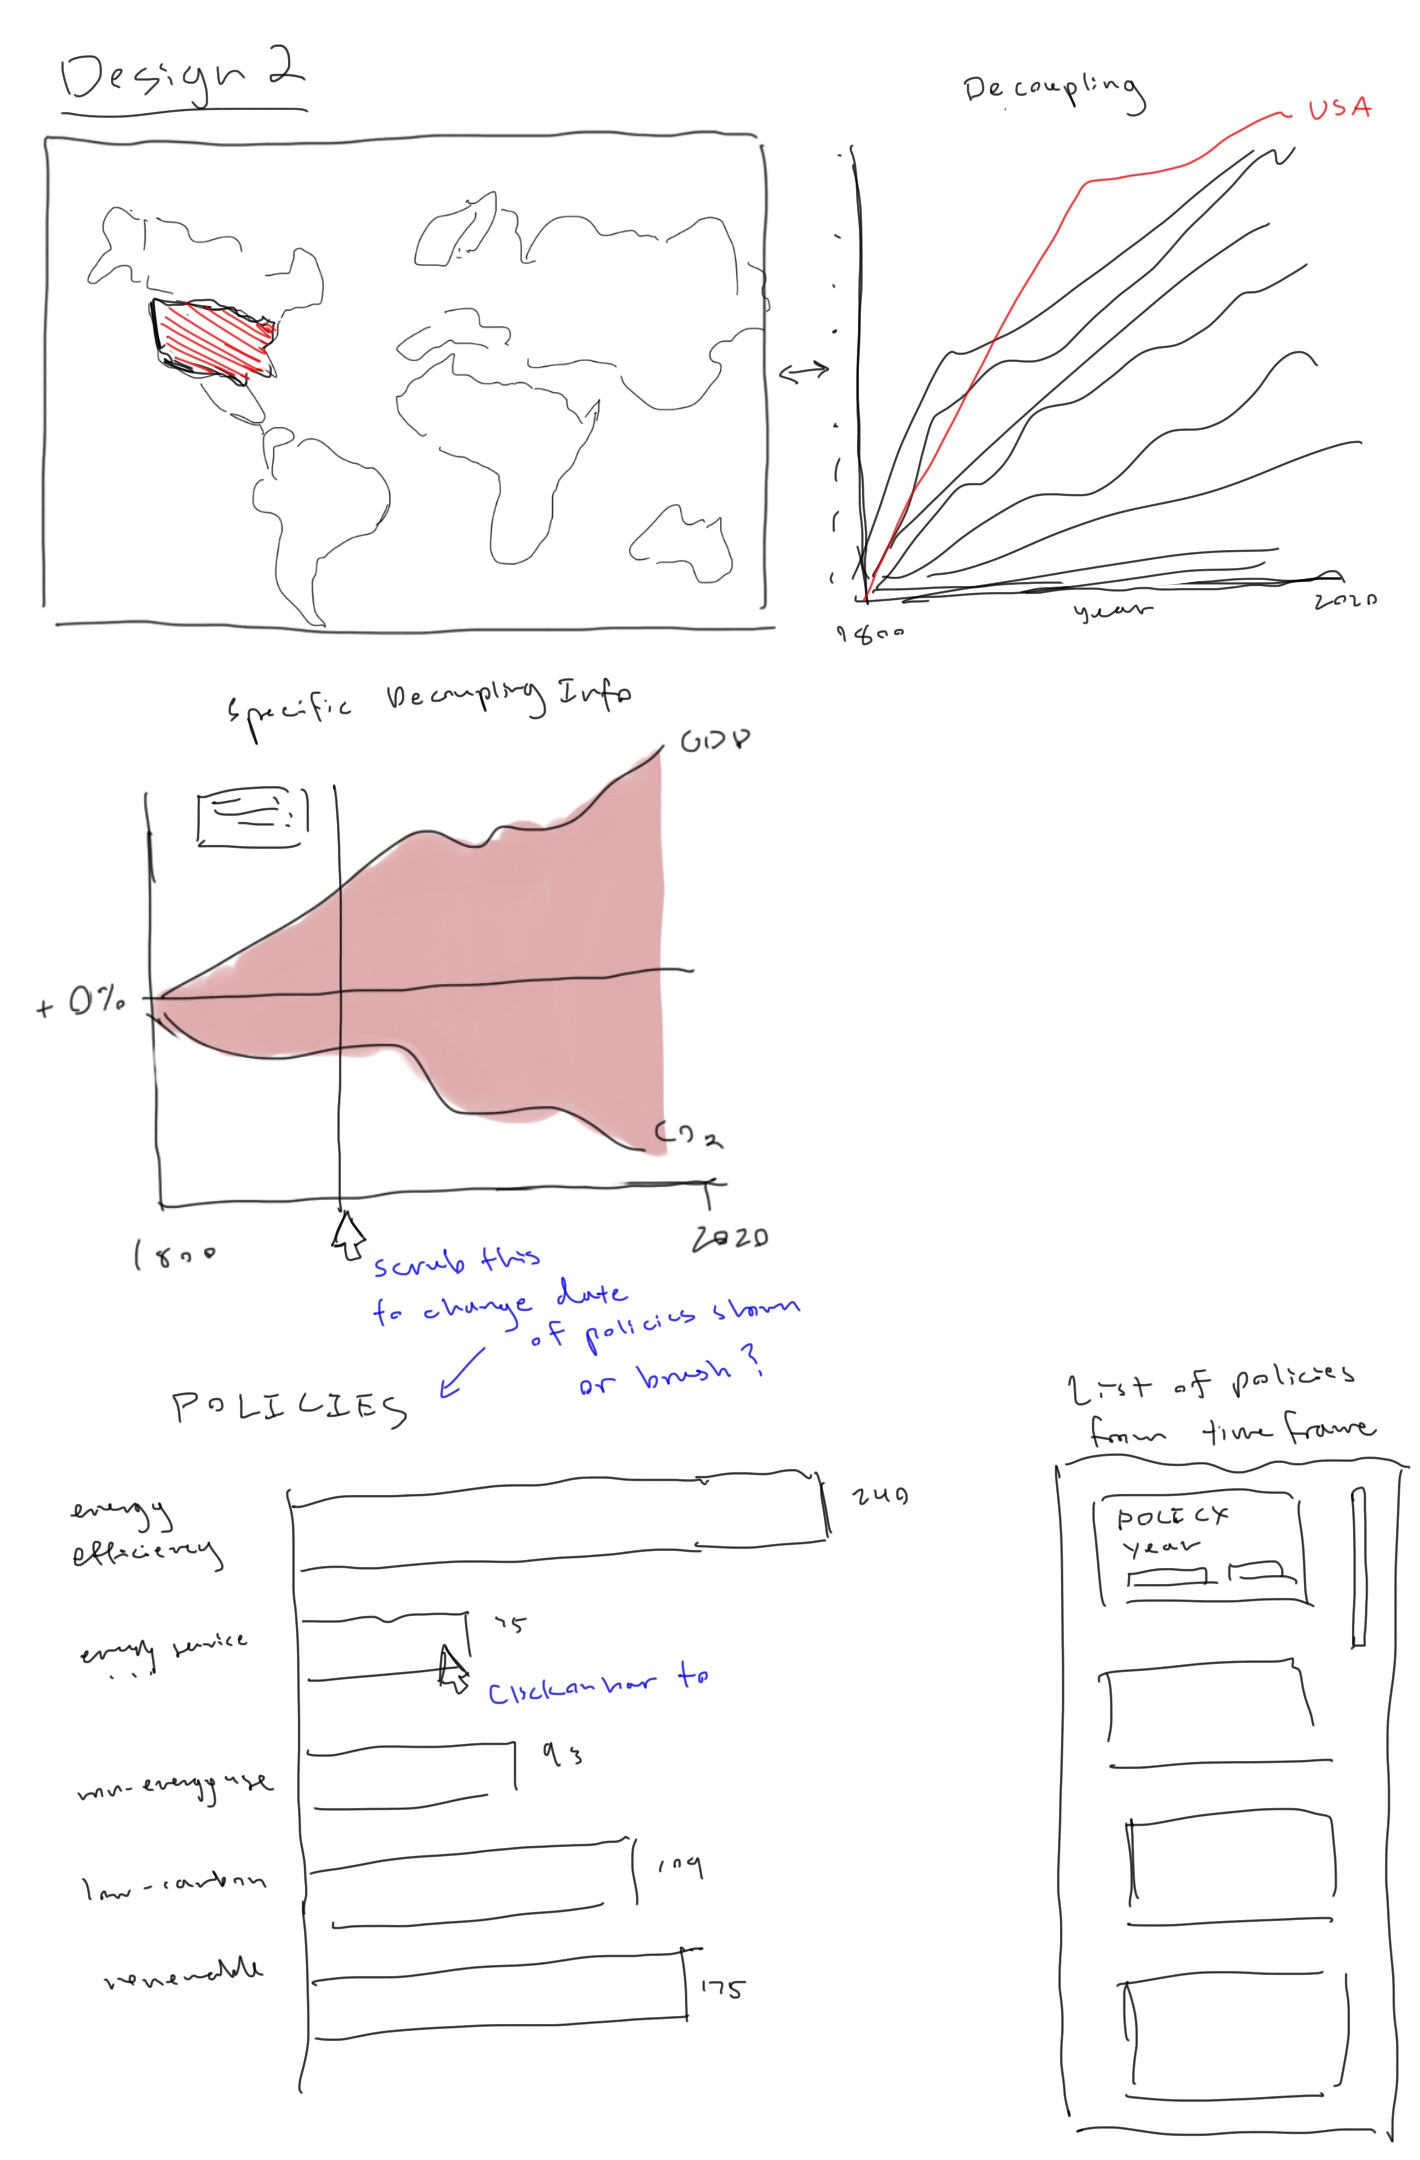 Design 2
Decoupling
USA
1800
year
2020
Specific Decoupling Info
GDP
+ 0%
CO2
1800
2020
scrub this
to change date
of policies shown
or brush?
POLICIES
energy
efficiency
240
energy service
...
75
Click on bar to
non-energy use
93
low-carbon
109
renewable
175
List of policies
from time frame
POLICY
year